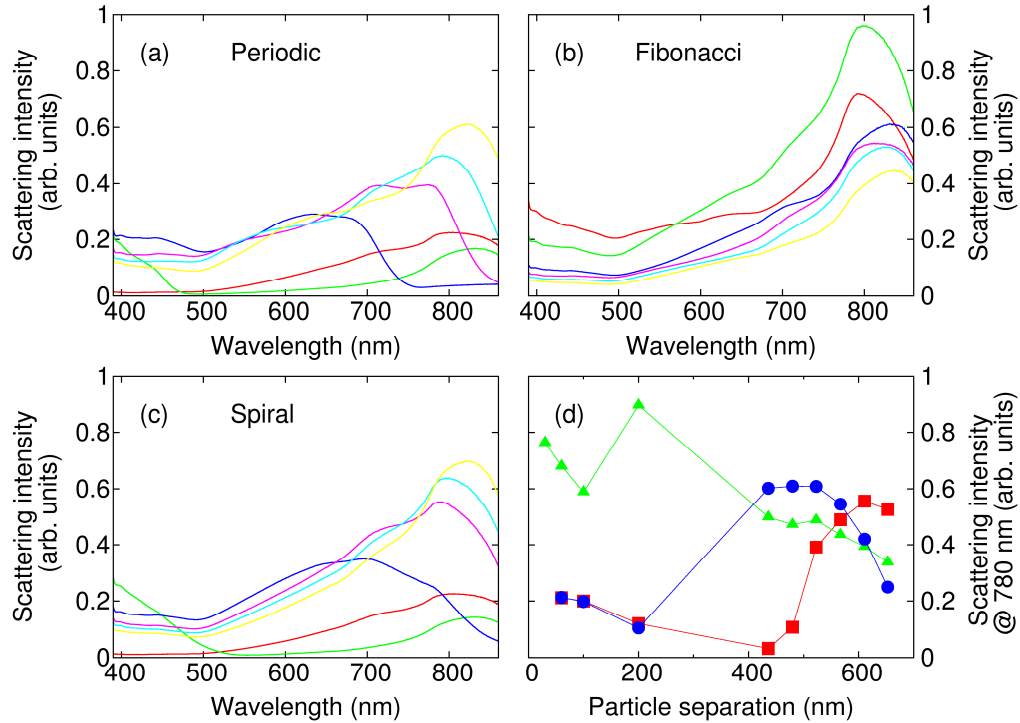 Scattering intensity
(arb. units)
(a) Periodic
0
0.2
0.4
0.6
0.8
1
400 500 600 700 800
Wavelength (nm)
(b) Fibonacci
0
0.2
0.4
0.6
0.8
1
400 500 600 700 800
Wavelength (nm)
Scattering intensity
(arb. units)
Scattering intensity
(arb. units)
(c) Spiral
0
0.2
0.4
0.6
0.8
1
400 500 600 700 800
Wavelength (nm)
(d)
0
0.2
0.4
0.6
0.8
1
0 200 400 600
Particle separation (nm)
Scattering intensity
@ 780 nm (arb. units)